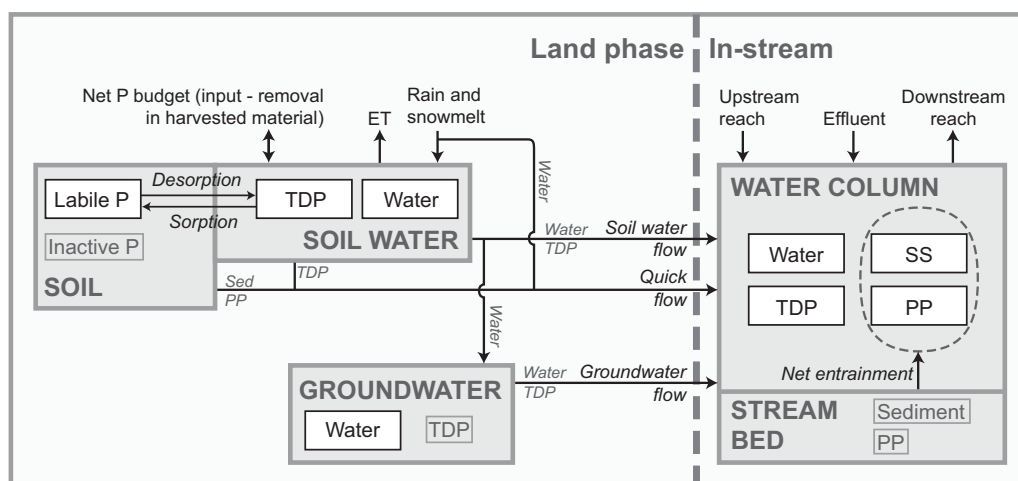 Land phase
In-stream
Net P budget (input - removal
in harvested material)
ET
Rain and
snowmelt
Upstream
reach
Effluent
Downstream
reach
Labile P
Desorption
Sorption
TDP
Water
Inactive P
SOIL WATER
SOIL
Water
Water
TDP
Soil water
flow
TDP
Sed
PP
Quick
flow
Water
GROUNDWATER
Water
TDP
Water
TDP
Groundwater
flow
WATER COLUMN
Water
SS
TDP
PP
Net entrainment
STREAM
BED
Sediment
PP